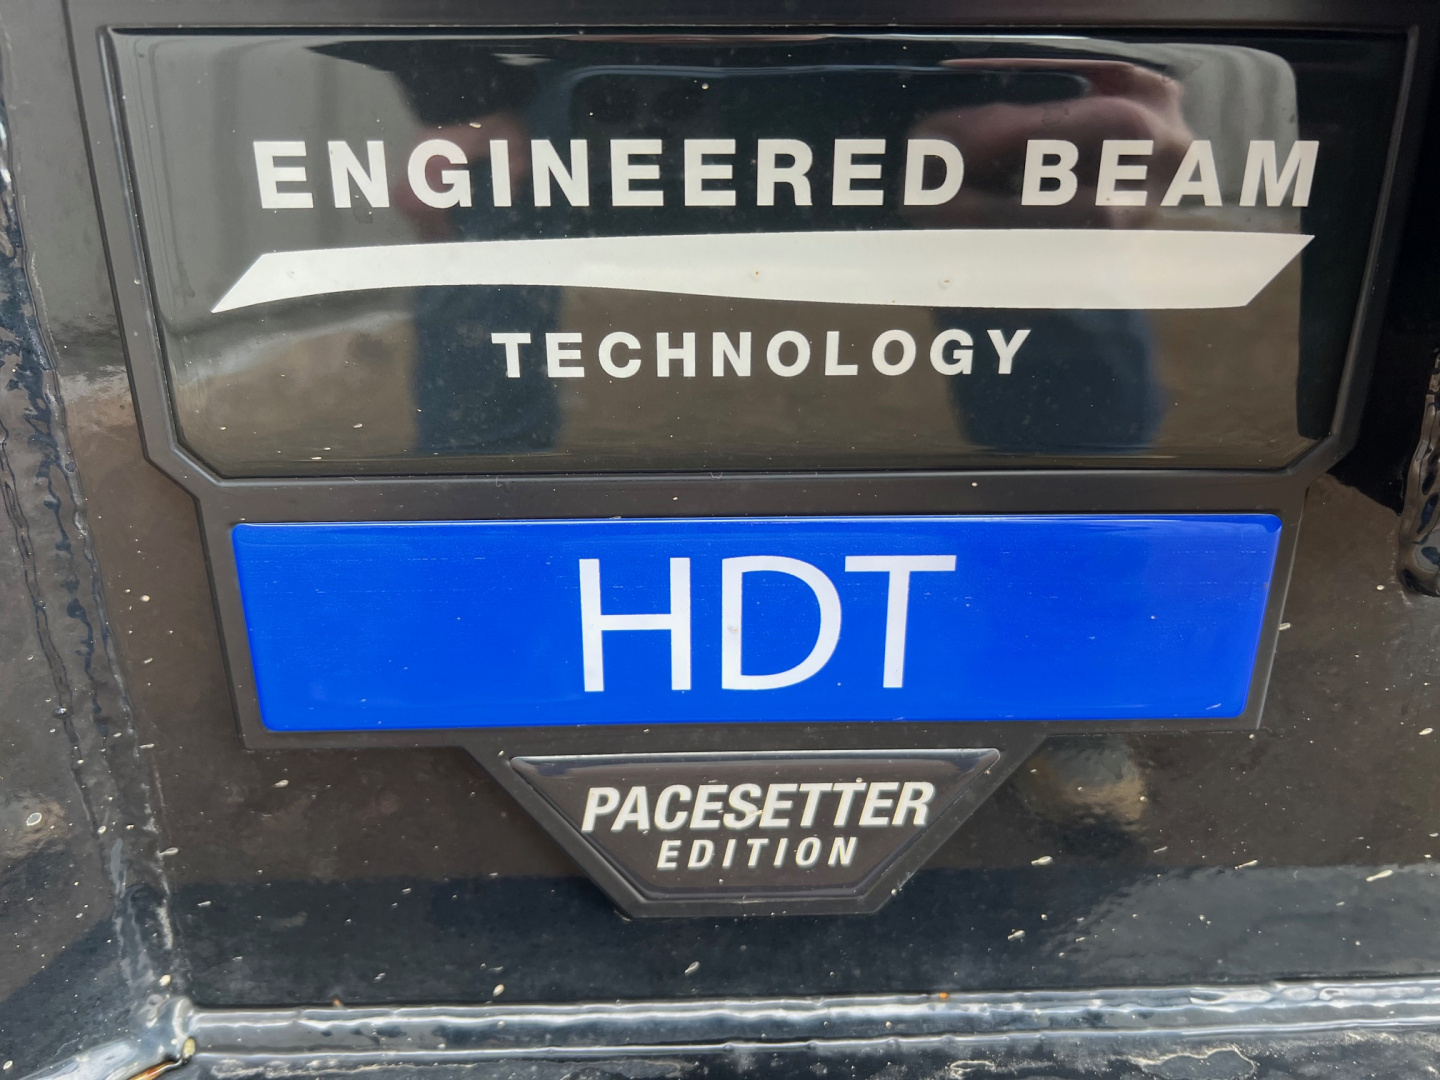 ENGINEERED BEAM
TECHNOLOGY
HDT
PACESETTER
EDITION